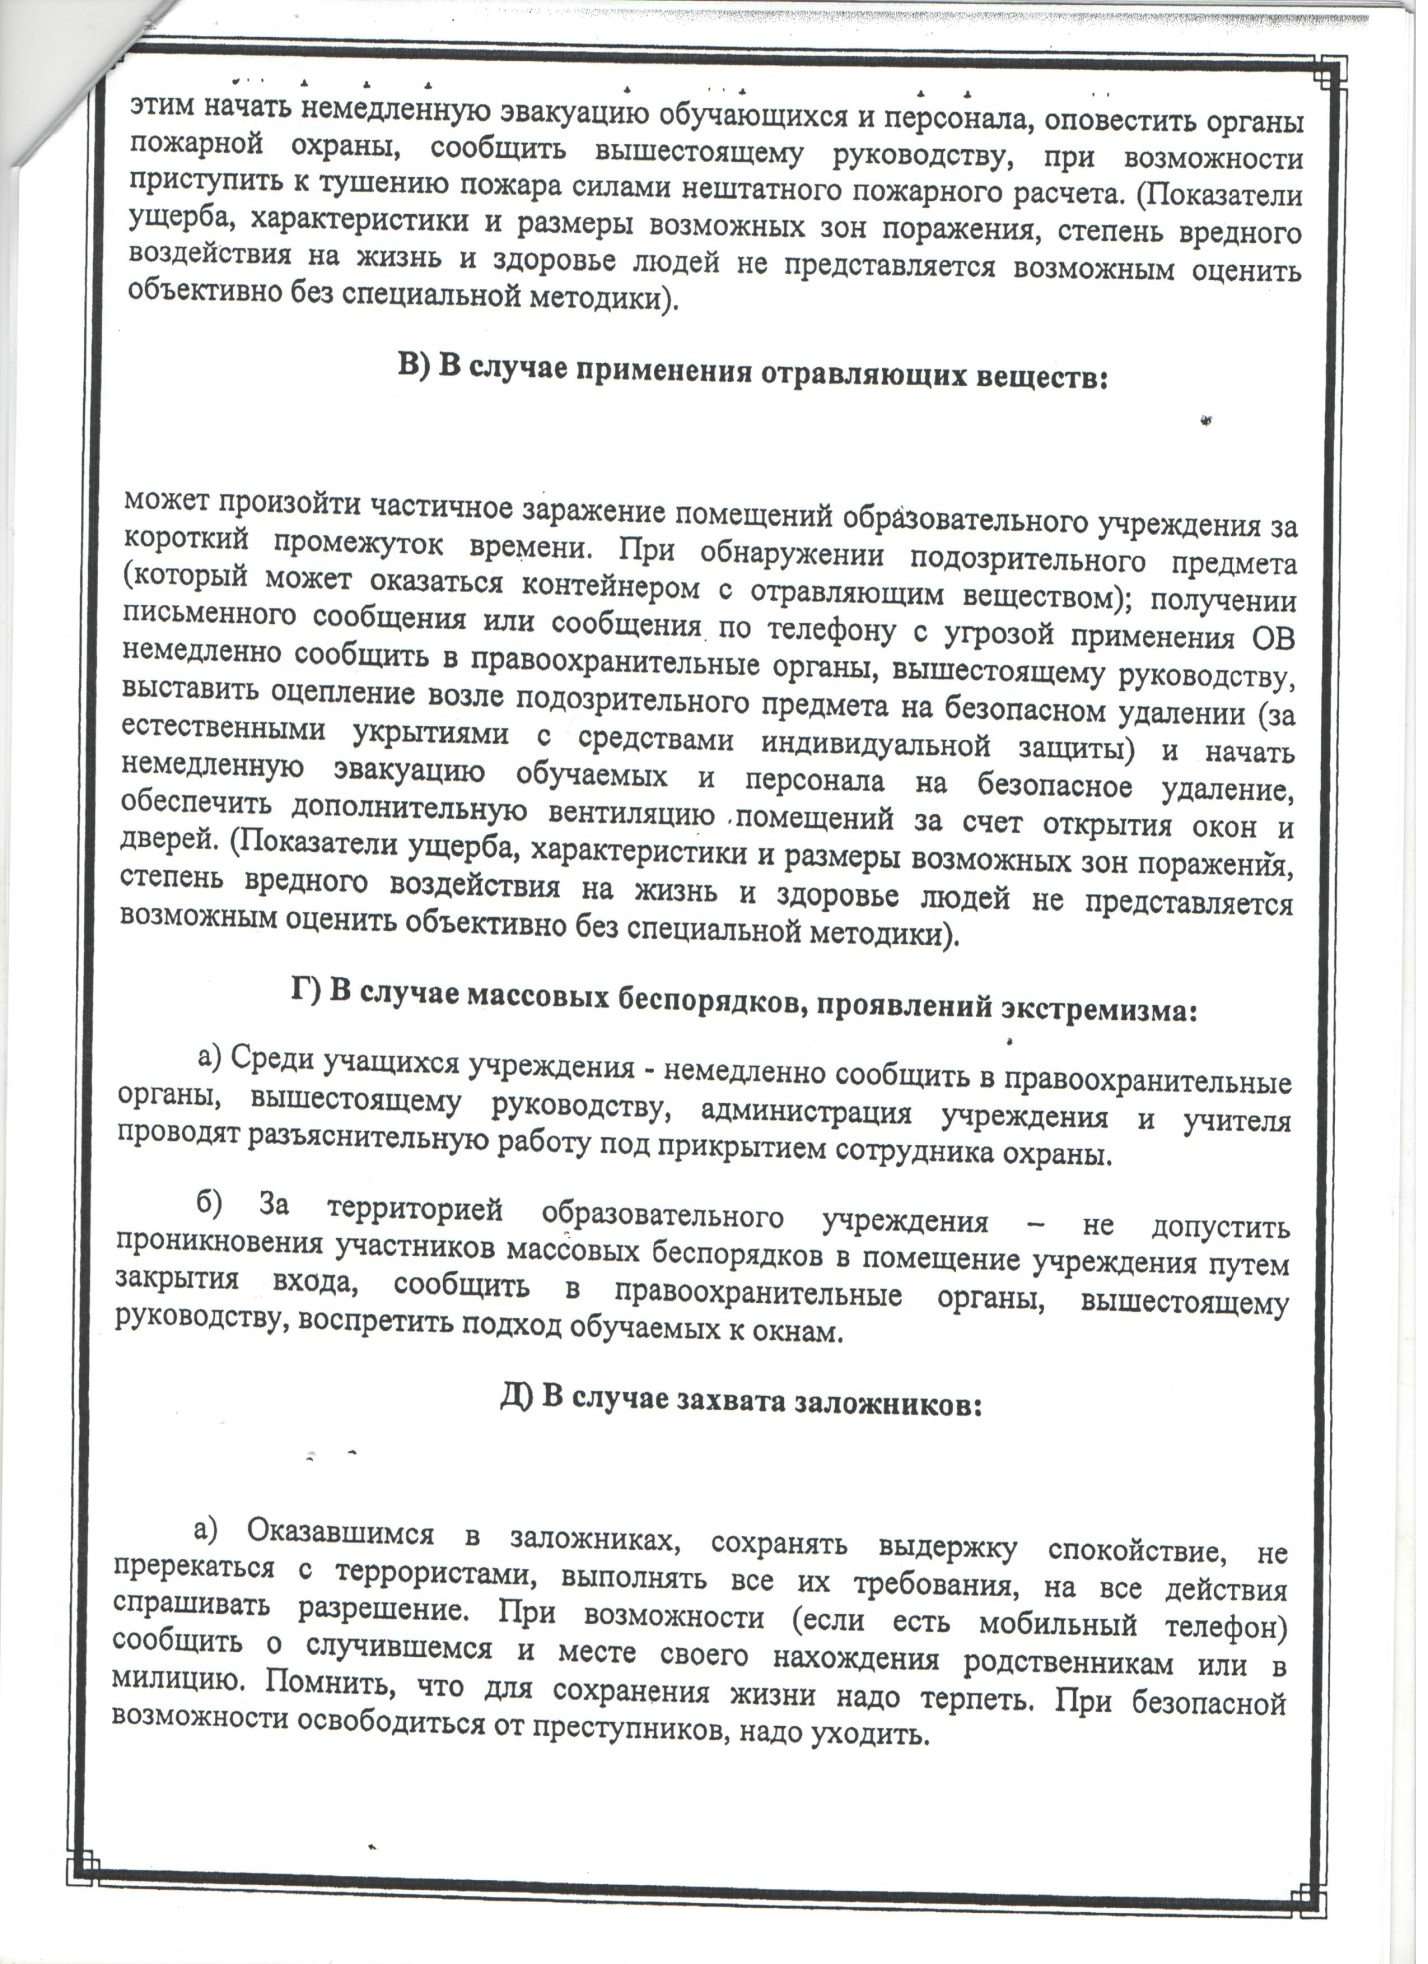 этим начать немедленную эвакуацию обучающихся и персонала, оповестить органы
пожарной охраны, сообщить вышестоящему руководству, при возможности
приступить к тушению пожара силами нештатного пожарного расчета. (Показатели
ущерба, характеристики и размеры возможных зон поражения, степень вредного
воздействия на жизнь и здоровье людей не представляется возможным оценить
объективно без специальной методики).
В) В случае применения отравляющих веществ:
может произойти частичное заражение помещений образовательного учреждения за
короткий промежуток времени. При обнаружении подозрительного предмета
(который может оказаться контейнером с отравляющим веществом); получении
письменного сообщения или сообщения по телефону с угрозой применения ОВ
немедленно сообщить в правоохранительные органы, вышестоящему руководству,
выставить оцепление возле подозрительного предмета на безопасном удалении (за
естественными укрытиями с средствами индивидуальной защиты) и начать
немедленную эвакуацию обучаемых и персонала на безопасное удаление,
обеспечить дополнительную вентиляцию помещений за счет открытия окон и
дверей. (Показатели ущерба, характеристики и размеры возможных зон поражения,
степень вредного воздействия на жизнь и здоровье людей не представляется
возможным оценить объективно без специальной методики).
Г) В случае массовых беспорядков, проявлений экстремизма:
а) Среди учащихся учреждения - немедленно сообщить в правоохранительные
органы, вышестоящему руководству, администрация учреждения и учителя
проводят разъяснительную работу под прикрытием сотрудника охраны.
б) За территорией образовательного учреждения – не допустить
проникновения участников массовых беспорядков в помещение учреждения путем
закрытия входа, сообщить в правоохранительные органы, вышестоящему
руководству, воспретить подход обучаемых к окнам.
Д) В случае захвата заложников:
а) Оказавшимся в заложниках, сохранять выдержку спокойствие, не
пререкаться с террористами, выполнять все их требования, на все действия
спрашивать разрешение. При возможности (если есть мобильный телефон)
сообщить о случившемся и месте своего нахождения родственникам или в
милицию. Помнить, что для сохранения жизни надо терпеть. При безопасной
возможности освободиться от преступников, надо уходить.